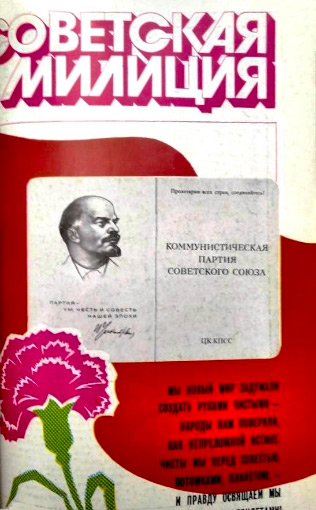 СОВЕТСКАЯ
МИЛИЦИЯ
Пролетарии всех стран, соединяйтесь!
КОММУНИСТИЧЕСКАЯ
ПАРТИЯ
СОВЕТСКОГО СОЮЗА
ПАРТИЯ –
УМ, ЧЕСТЬ И СОВЕСТЬ
НАШЕЙ ЭПОХИ
ЦК КПСС
МЫ НОВЫЙ МИР ЗАДУМАЛИ
СОЗДАТЬ РУКАМИ ЧИСТЫМИ –
НАРОДЫ НАМ ПОВЕРИЛИ,
КАК НЕПРЕЛОЖНОЙ ИСТИНЕ.
ЧИСТЫ МЫ ПЕРЕД СОВЕСТЬЮ,
ПОТОМКАМИ, ПЛАНЕТОЮ –
И ПРАВДУ ОСВЯЩАЕМ МЫ